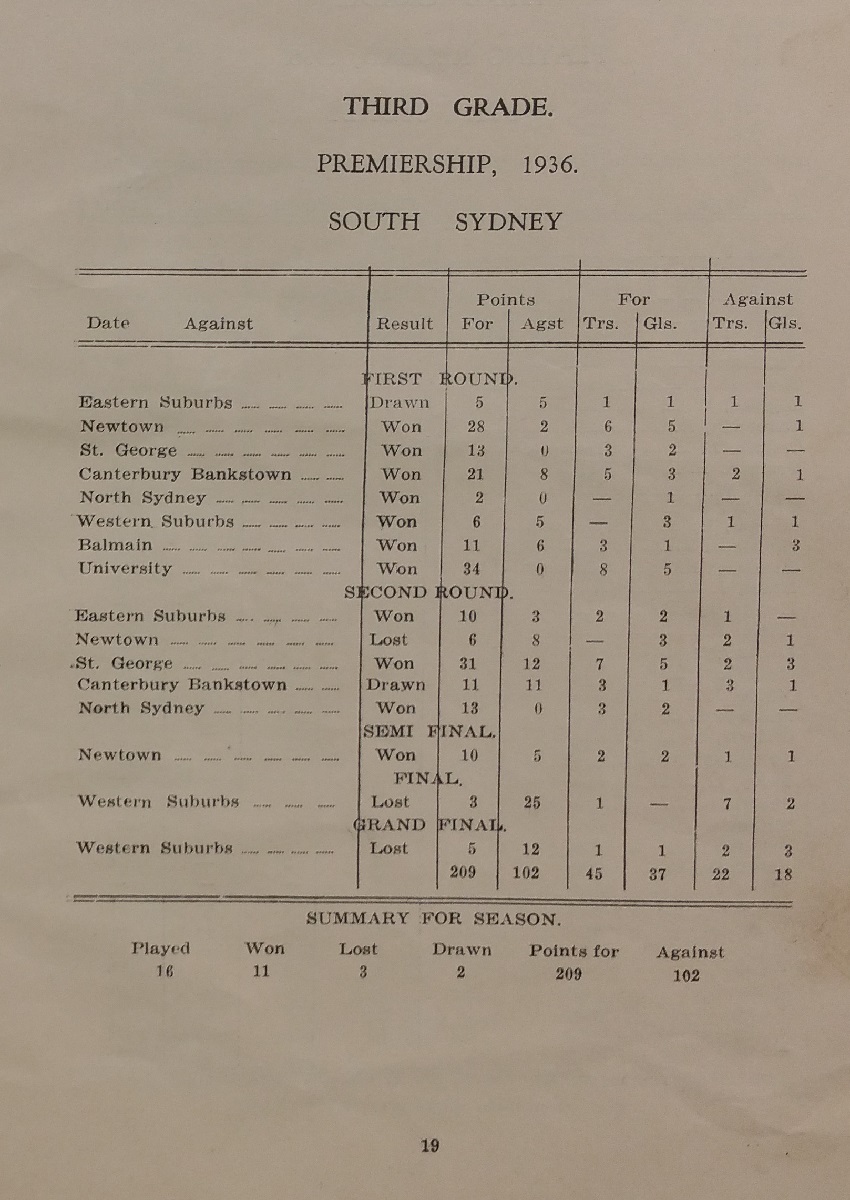 THIRD GRADE.
PREMIERSHIP, 1936.
SOUTH SYDNEY
Points For Against
Date Against Result For Agst Trs. Gls. Trs. Gls.
FIRST ROUND.
Eastern Suburbs ...... ...... ...... ...... Drawn 5 5 1 1 1 1
Newtown ...... ...... ...... ...... ...... ...... Won 28 2 6 5 — 1
St. George ...... ...... ...... ...... ...... ...... Won 13 0 3 2 — —
Canterbury Bankstown ...... ...... Won 21 8 5 3 2 1
North Sydney ...... ...... ...... ...... ...... Won 2 0 — 1 — —
Western Suburbs ...... ...... ...... ...... Won 6 5 — 3 1 1
Balmain ...... ...... ...... ...... ...... ...... Won 11 6 3 1 — 3
University ...... ...... ...... ...... ...... ...... Won 34 0 8 5 — —
SECOND ROUND.
Eastern Suburbs ...... ...... ...... ...... Won 10 3 2 2 1 —
Newtown ...... ...... ...... ...... ...... ...... Lost 6 8 — 3 2 1
St. George ...... ...... ...... ...... ...... ...... Won 31 12 7 5 2 3
Canterbury Bankstown ...... ...... Drawn 11 11 3 1 3 1
North Sydney ...... ...... ...... ...... ...... Won 13 0 3 2 — —
SEMI FINAL.
Newtown ...... ...... ...... ...... ...... ...... Won 10 5 2 2 1 1
FINAL.
Western Suburbs ...... ...... ...... Lost 3 25 1 — 7 2
GRAND FINAL.
Western Suburbs ...... ...... ...... ...... Lost 5 12 1 1 2 3
209 102 45 37 22 18
SUMMARY FOR SEASON.
Played Won Lost Drawn Points for Against
16 11 3 2 209 102
19